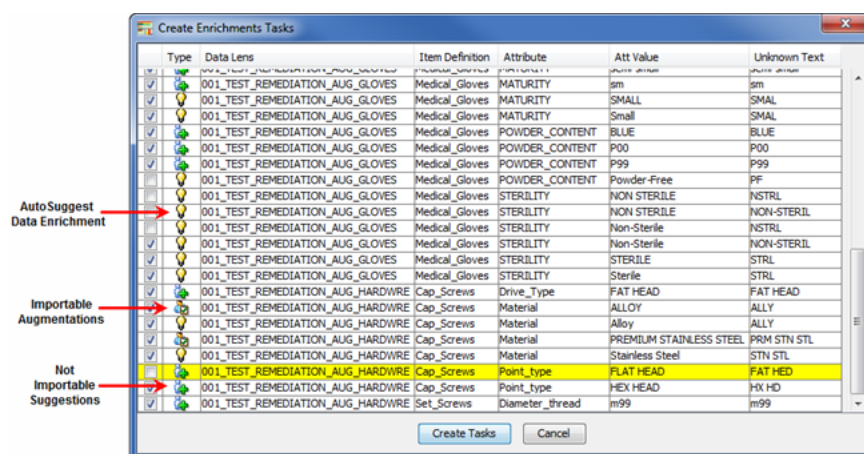 Create Enrichments Tasks
Type Data Lens Item Definition Attribute Att Value Unknown Text
001_TEST_REMEDIATION_AUG_GLOVES Medical_Gloves MATURITY semi small semi small
001_TEST_REMEDIATION_AUG_GLOVES Medical_Gloves MATURITY sm sm
001_TEST_REMEDIATION_AUG_GLOVES Medical_Gloves MATURITY SMALL SMAL
001_TEST_REMEDIATION_AUG_GLOVES Medical_Gloves MATURITY Small SMAL
001_TEST_REMEDIATION_AUG_GLOVES Medical_Gloves POWDER_CONTENT BLUE BLUE
001_TEST_REMEDIATION_AUG_GLOVES Medical_Gloves POWDER_CONTENT P00 P00
001_TEST_REMEDIATION_AUG_GLOVES Medical_Gloves POWDER_CONTENT P99 P99
001_TEST_REMEDIATION_AUG_GLOVES Medical_Gloves POWDER_CONTENT Powder-Free PF
001_TEST_REMEDIATION_AUG_GLOVES Medical_Gloves STERILITY NON STERILE NSTRL
AutoSuggest
Data Enrichment
001_TEST_REMEDIATION_AUG_GLOVES Medical_Gloves STERILITY NON STERILE NON-STERIL
001_TEST_REMEDIATION_AUG_GLOVES Medical_Gloves STERILITY Non-Sterile NSTRL
001_TEST_REMEDIATION_AUG_GLOVES Medical_Gloves STERILITY Non-Sterile NON-STERIL
001_TEST_REMEDIATION_AUG_GLOVES Medical_Gloves STERILITY STERILE STRL
001_TEST_REMEDIATION_AUG_GLOVES Medical_Gloves STERILITY Sterile STRL
001_TEST_REMEDIATION_AUG_HARDWRE Cap_Screws Drive_Type FAT HEAD FAT HEAD
Importable
Augmentations
001_TEST_REMEDIATION_AUG_HARDWRE Cap_Screws Material ALLOY ALLY
001_TEST_REMEDIATION_AUG_HARDWRE Cap_Screws Material Alloy ALLY
001_TEST_REMEDIATION_AUG_HARDWRE Cap_Screws Material PREMIUM STAINLESS STEEL PRM STN STL
001_TEST_REMEDIATION_AUG_HARDWRE Cap_Screws Material Stainless Steel STN STL
001_TEST_REMEDIATION_AUG_HARDWRE Cap_Screws Point_type FLAT HEAD FAT HED
Not
Importable
Suggestions
001_TEST_REMEDIATION_AUG_HARDWRE Cap_Screws Point_type HEX HEAD HX HD
001_TEST_REMEDIATION_AUG_HARDWRE Set_Screws Diameter_thread m99 m99
Create Tasks Cancel